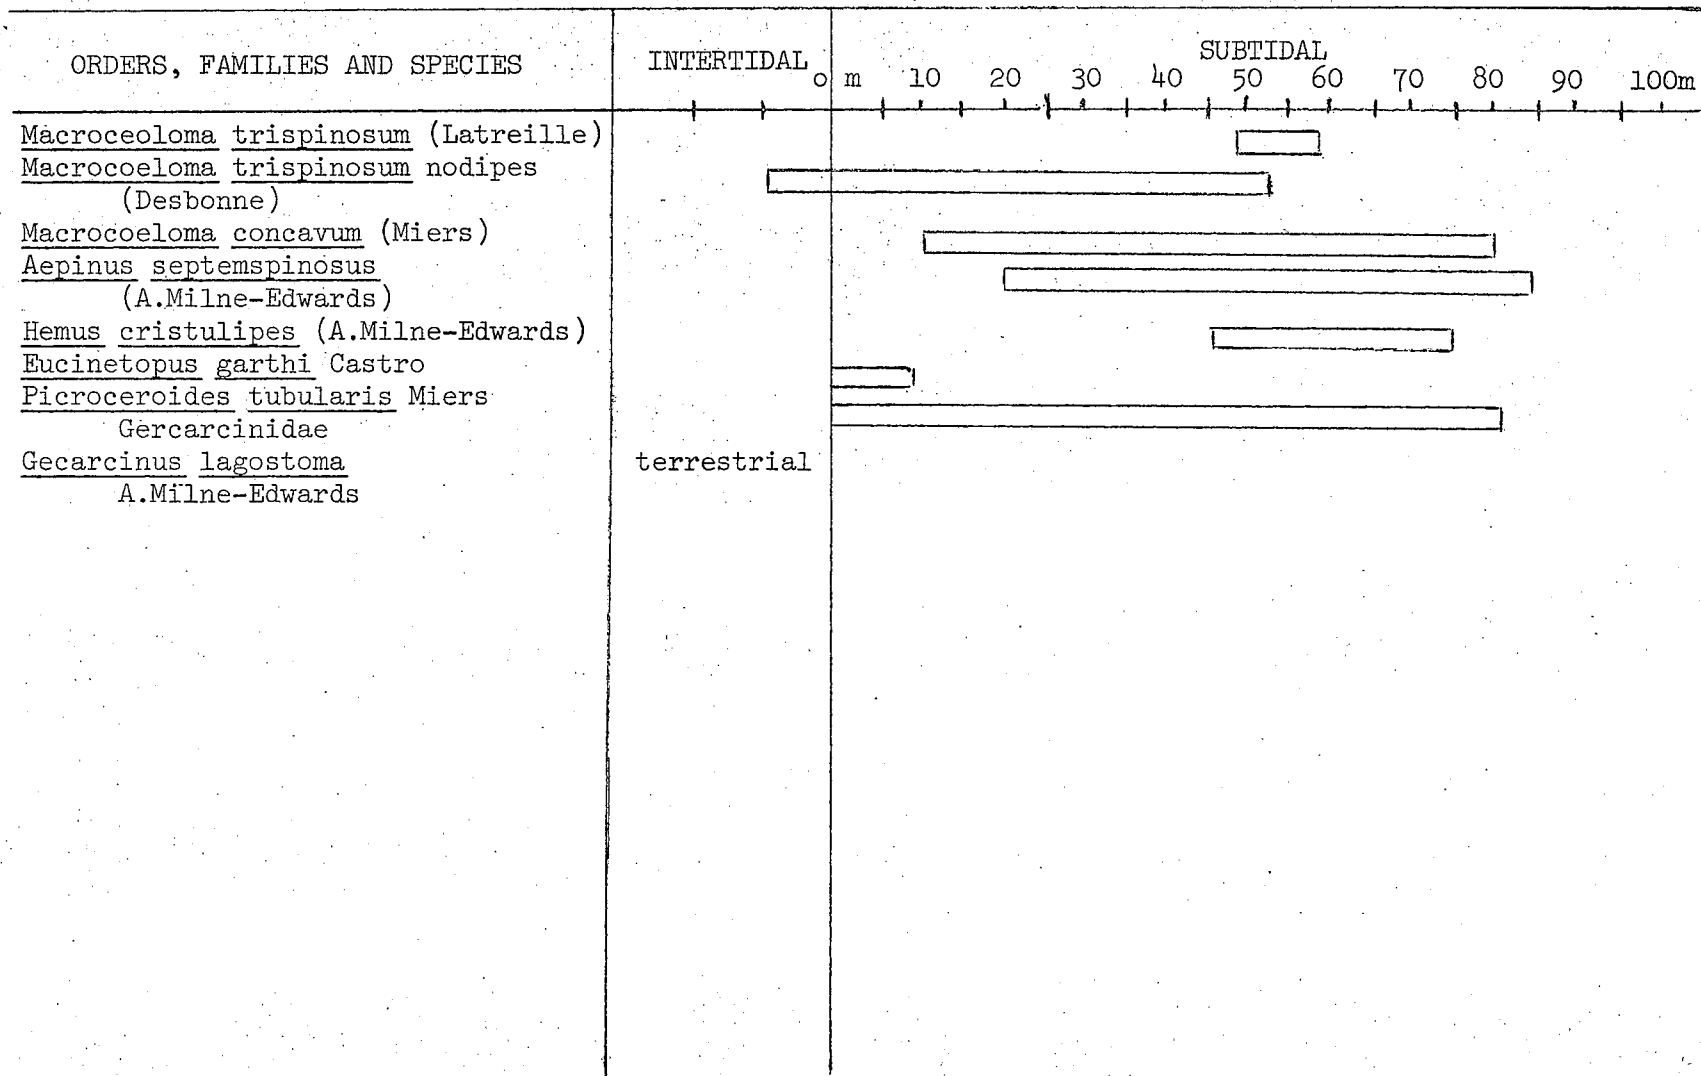 ORDERS, FAMILIES AND SPECIES INTERTIDAL SUBTIDAL
o m 10 20 30 40 50 60 70 80 90 100m
Macroceoloma trispinosum (Latreille)
Macrocoeloma trispinosum nodipes
(Desbonne)
Macrocoeloma concavum (Miers)
Aepinus septemspinosus
(A.Milne-Edwards)
Hemus cristulipes (A.Milne-Edwards)
Eucinetopus garthi Castro
Picroceroides tubularis Miers
Gercarcinidae
Gecarcinus lagostoma terrestrial
A.Milne-Edwards